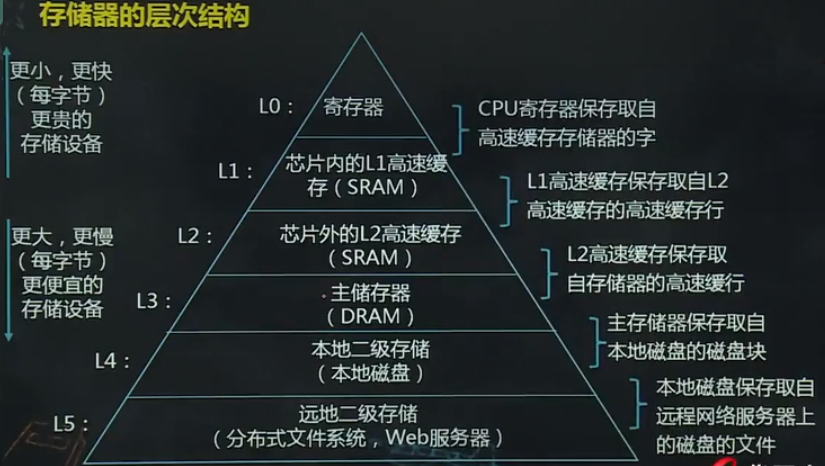 存储器的层次结构
更小，更快
（每字节）
更贵的
存储设备
更大，更慢
（每字节）
更便宜的
存储设备
L0：
寄存器
CPU寄存器保存取自
高速缓存存储器的字
L1：
芯片内的L1高速缓
存（SRAM）
L1高速缓存保存取自L2
高速缓存的高速缓存行
L2：
芯片外的L2高速缓存
（SRAM）
L2高速缓存保存取
自存储器的高速缓行
L3：
主储存器
（DRAM）
主存储器保存取自
本地磁盘的磁盘块
L4：
本地二级存储
（本地磁盘）
本地磁盘保存取自
远程网络服务器上
的磁盘的文件
L5：
远地二级存储
（分布式文件系统，Web服务器）